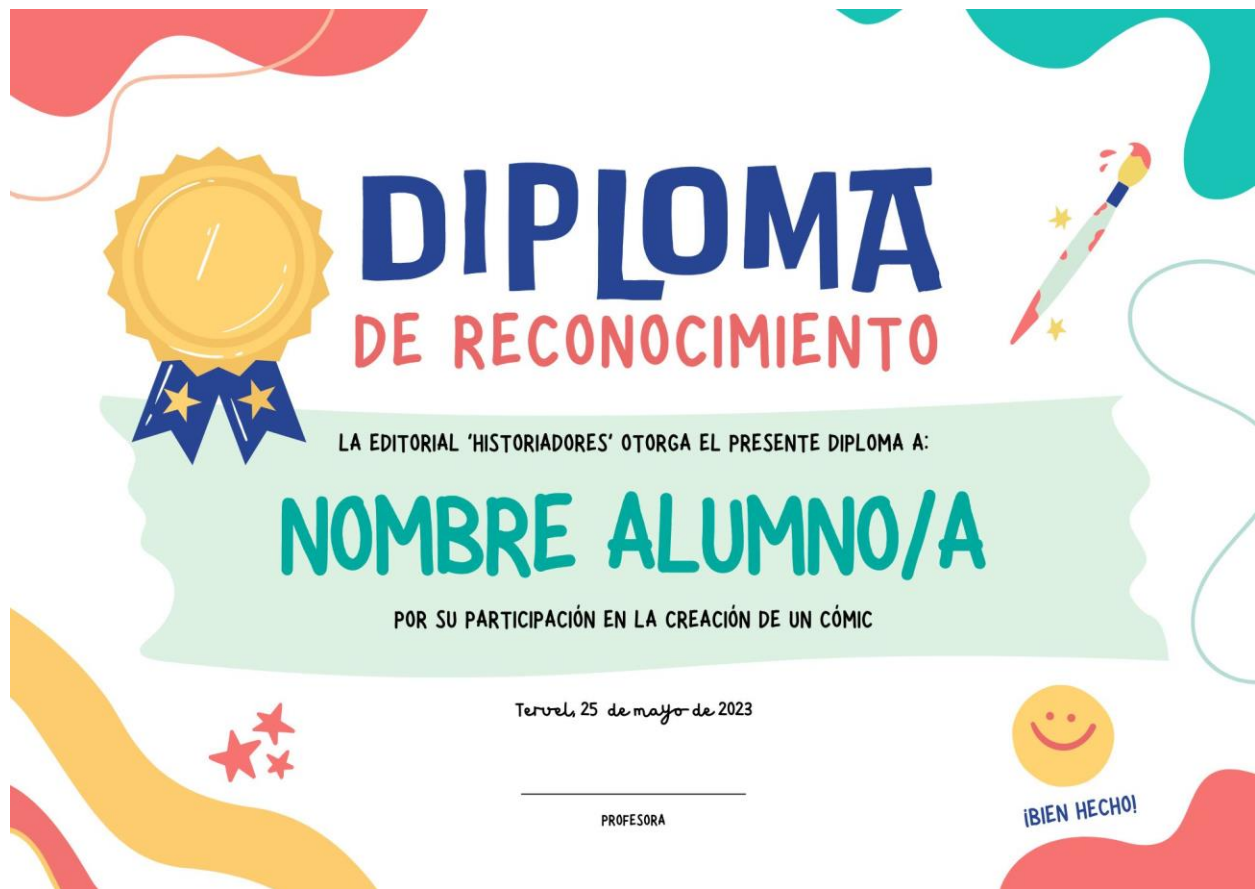 DIPLOMA
DE RECONOCIMIENTO
LA EDITORIAL 'HISTORIADORES' OTORGA EL PRESENTE DIPLOMA A:
NOMBRE ALUMNO/A
POR SU PARTICIPACIÓN EN LA CREACIÓN DE UN CÓMIC
Teruel, 25 de mayo de 2023
PROFESORA
¡BIEN HECHO!